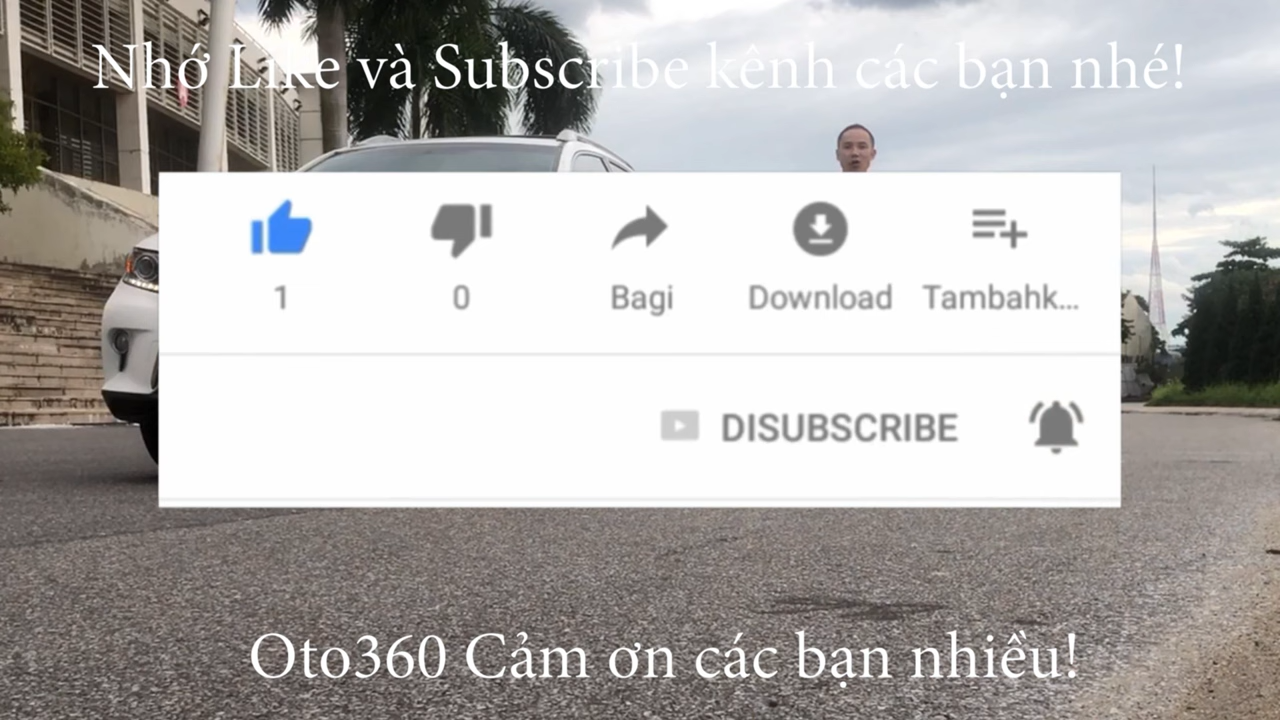 Nhớ Like và Subscribe kênh các bạn nhé!
1 0 Bagi Download Tambahk...
DISUBSCRIBE
Oto360 Cảm ơn các bạn nhiều!